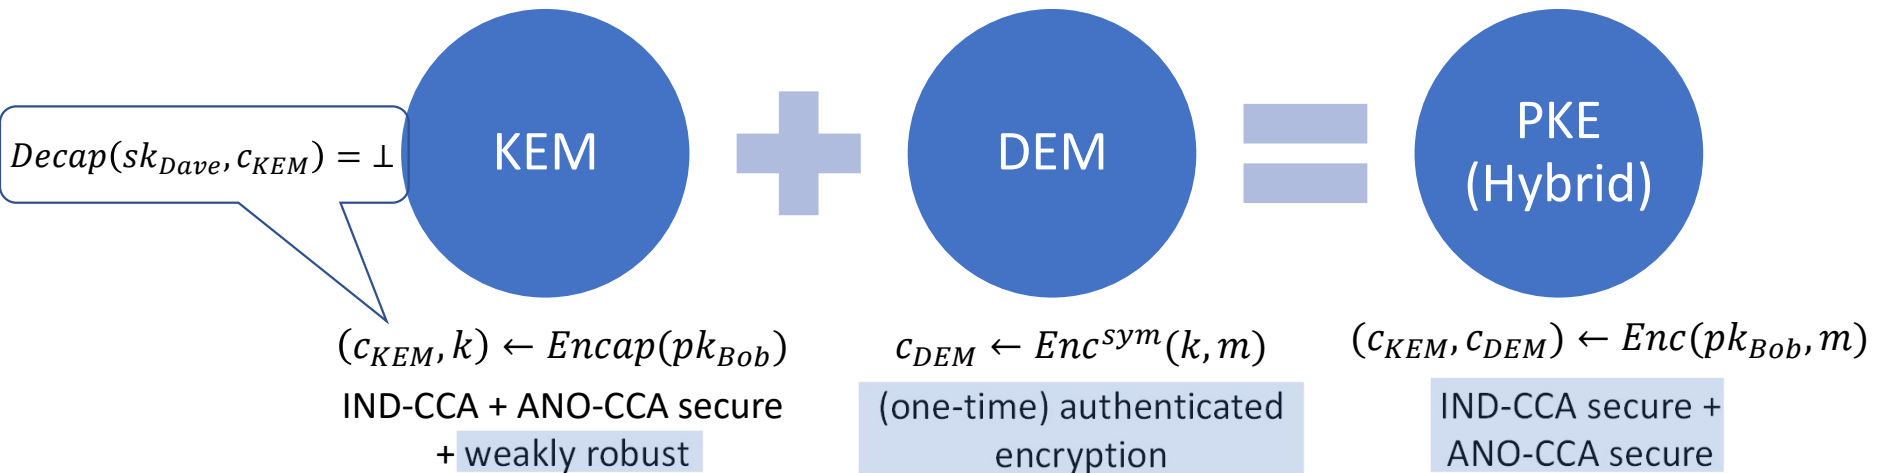 Decap(sk_Dave, c_KEM) = ⊥
KEM
DEM
PKE
(Hybrid)
(c_KEM, k) ← Encap(pk_Bob)
IND-CCA + ANO-CCA secure
+ weakly robust
c_DEM ← Enc^sym(k, m)
(one-time) authenticated
encryption
(c_KEM, c_DEM) ← Enc(pk_Bob, m)
IND-CCA secure +
ANO-CCA secure